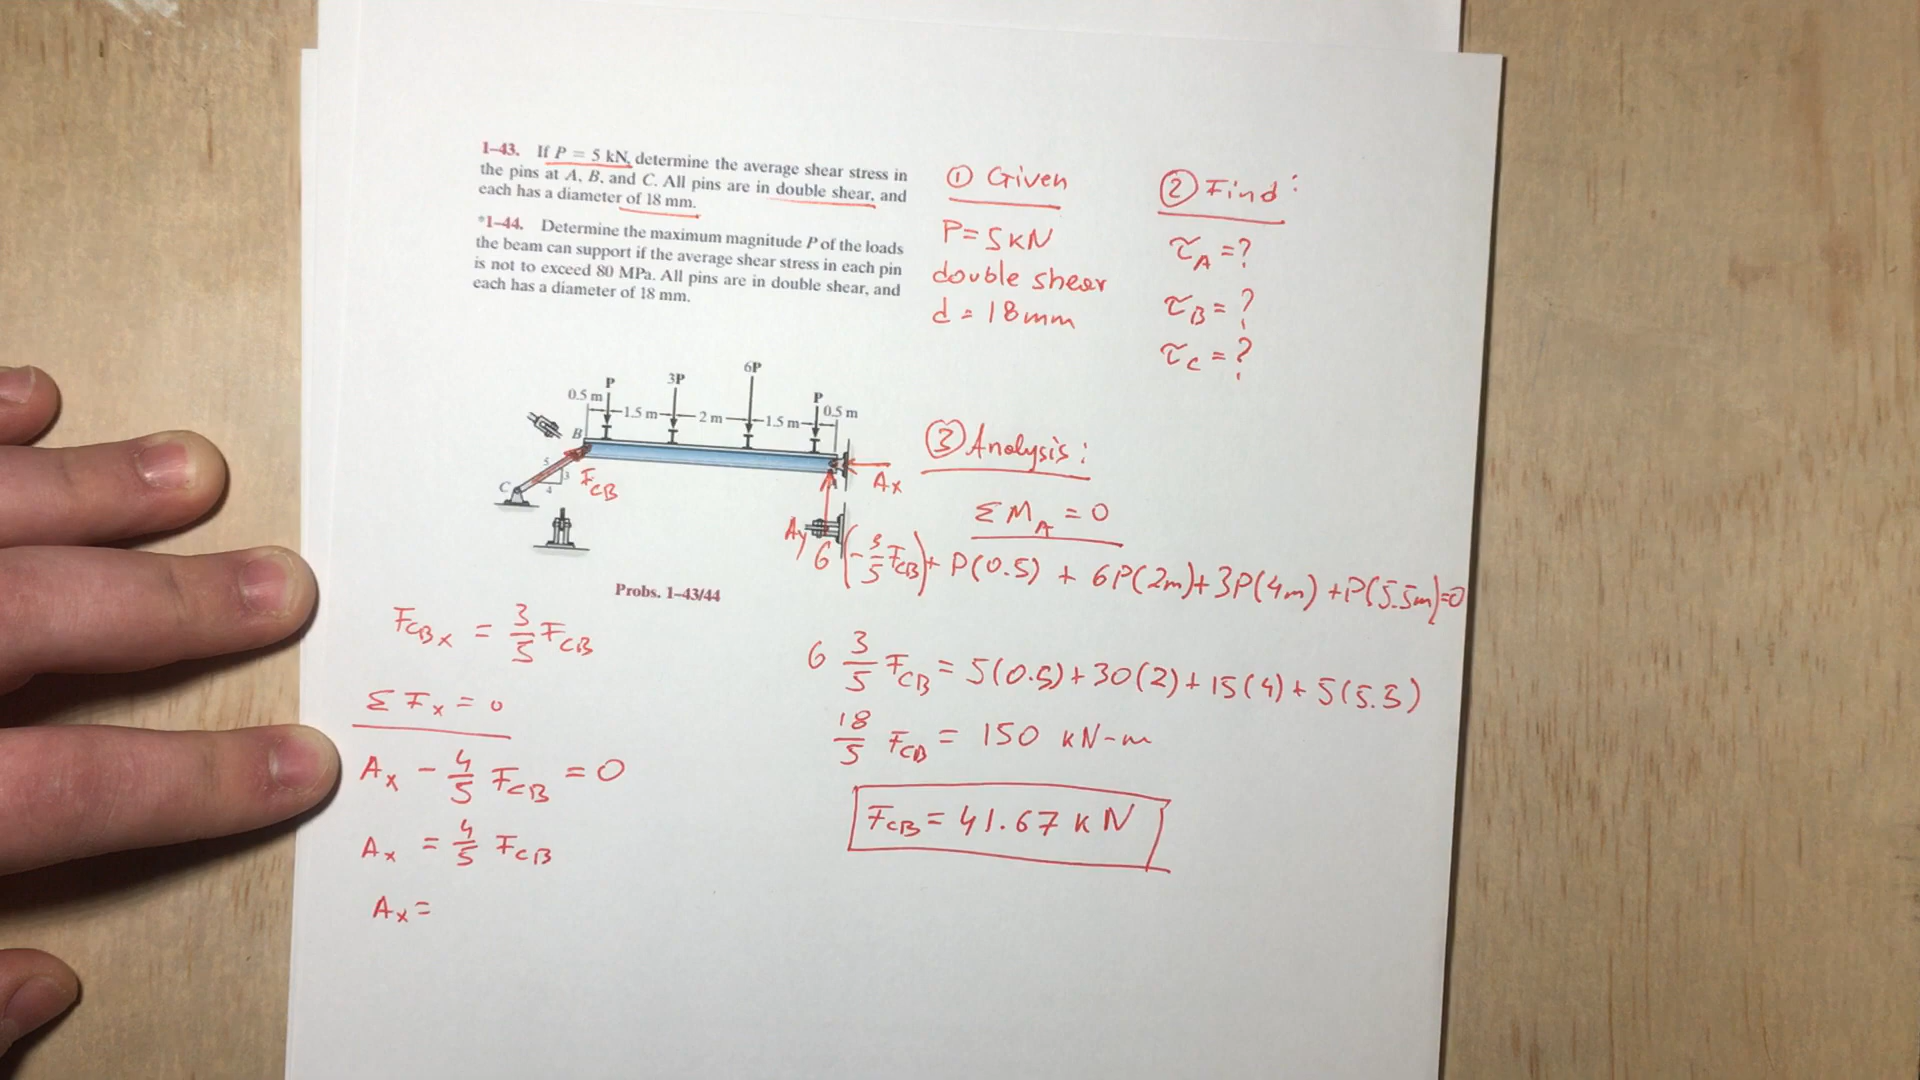 1–43. If P = 5 kN, determine the average shear stress in
the pins at A, B, and C. All pins are in double shear, and
each has a diameter of 18 mm.
*1–44. Determine the maximum magnitude P of the loads
the beam can support if the average shear stress in each pin
is not to exceed 80 MPa. All pins are in double shear, and
each has a diameter of 18 mm.
① Given
P = 5 kN
double shear
d = 18 mm
② Find:
τA = ?
τB = ?
τC = ?
6P
3P
P
P
0.5 m
1.5 m
2 m
1.5 m
0.5 m
B
5
3
4
C
FCB
A
Ax
Ay
Probs. 1–43/44
③ Analysis:
ΣMA = 0
6(-3/5 FCB) + P(0.5) + 6P(2m) + 3P(4m) + P(5.5m) = 0
6 3/5 FCB = 5(0.5) + 30(2) + 15(4) + 5(5.5)
18/5 FCB = 150 kN-m
FCB = 41.67 kN
FCBx = 3/5 FCB
ΣFx = 0
Ax - 4/5 FCB = 0
Ax = 4/5 FCB
Ax =